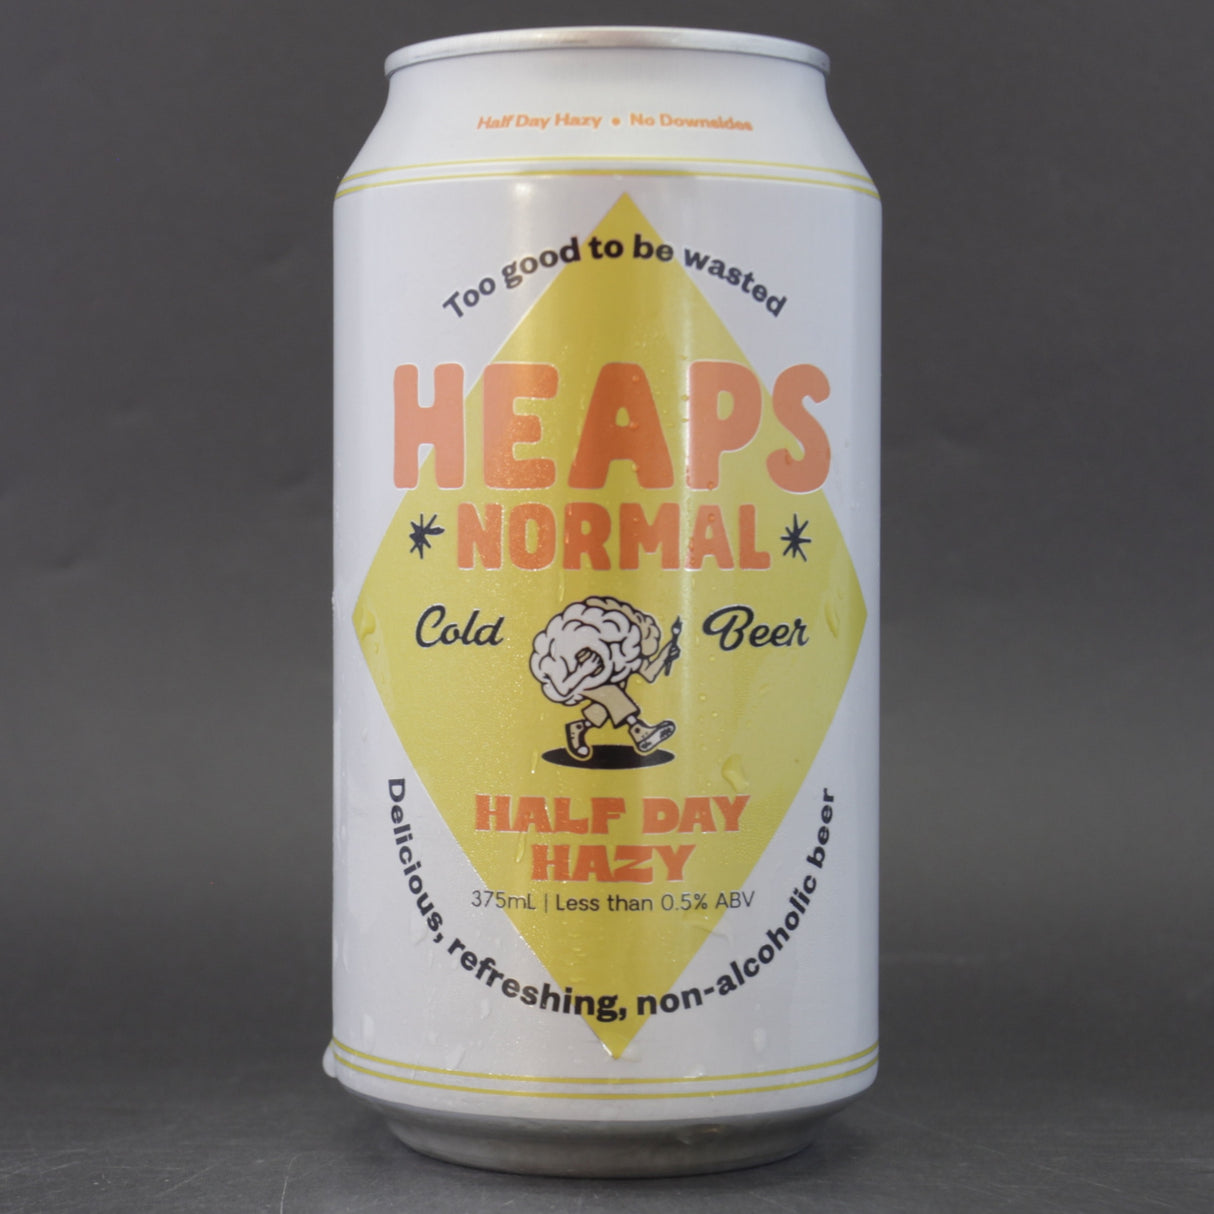 Half Day Hazy • No Downsides
Too good to be wasted
HEAPS
NORMAL
Cold Beer
HALF DAY
HAZY
375mL | Less than 0.5% ABV
Delicious, refreshing, non-alcoholic beer